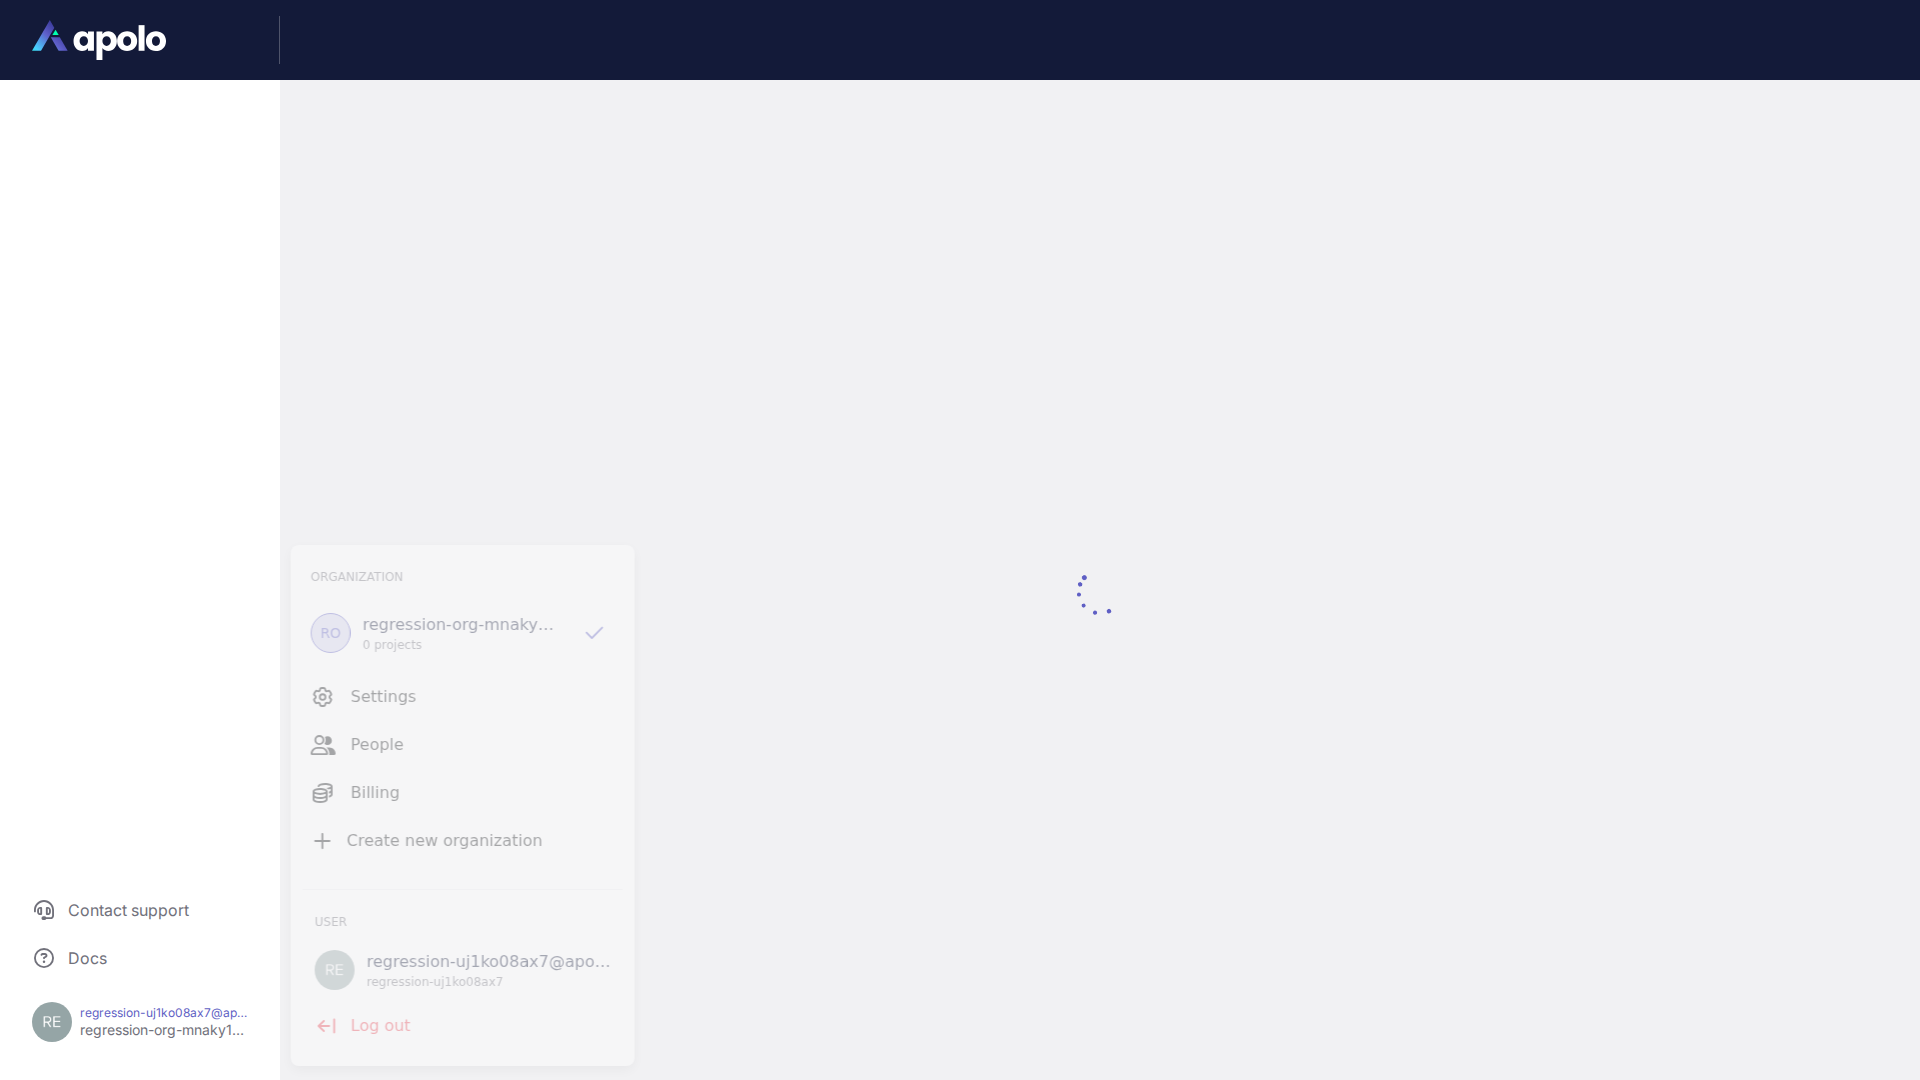 apolo
ORGANIZATION
RO
regression-org-mnaky...
0 projects
Settings
People
Billing
Create new organization
USER
RE
regression-uj1ko08ax7@apo...
regression-uj1ko08ax7
Log out
Contact support
Docs
RE
regression-uj1ko08ax7@ap...
regression-org-mnaky1...